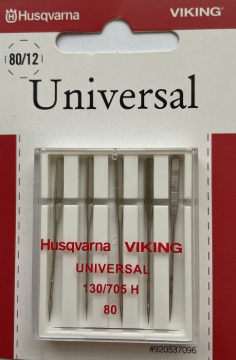 Husqvarna VIKING
80/12
Universal
Husqvarna VIKING
UNIVERSAL
130/705 H
80
#920537096